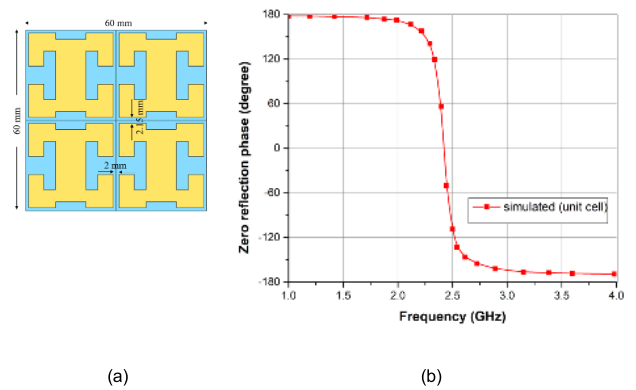 60 mm
60 mm
2.15 mm
2 mm
180
120
60
0
-60
-120
-180
Zero reflection phase (degree)
simulated (unit cell)
1.0
1.5
2.0
2.5
3.0
3.5
4.0
Frequency (GHz)
(a)
(b)